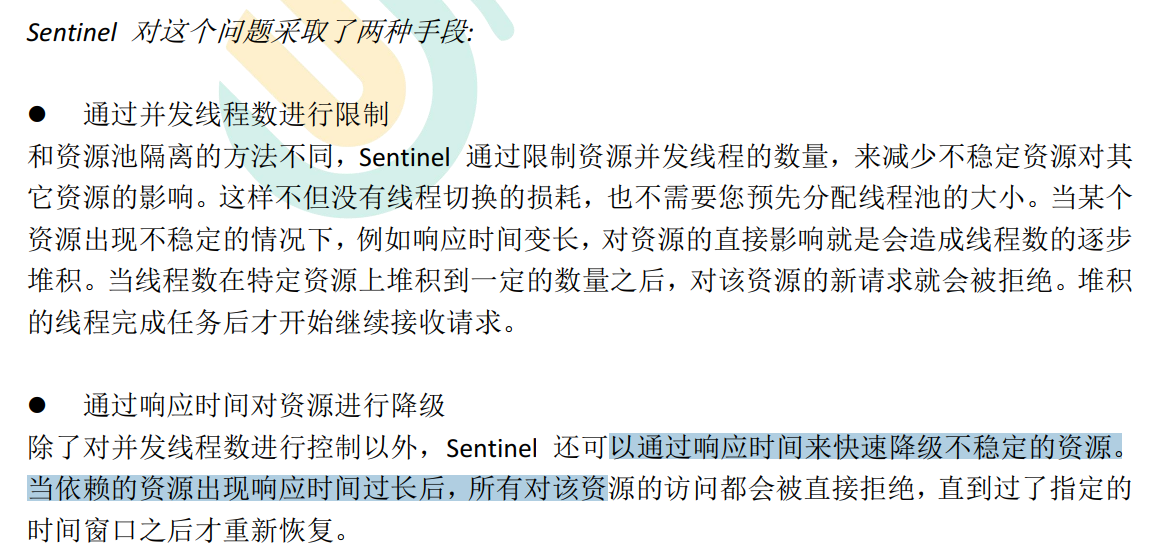 Sentinel 对这个问题采取了两种手段:
● 通过并发线程数进行限制
和资源池隔离的方法不同，Sentinel 通过限制资源并发线程的数量，来减少不稳定资源对其
它资源的影响。这样不但没有线程切换的损耗，也不需要您预先分配线程池的大小。当某个
资源出现不稳定的情况下，例如响应时间变长，对资源的直接影响就是会造成线程数的逐步
堆积。当线程数在特定资源上堆积到一定的数量之后，对该资源的新请求就会被拒绝。堆积
的线程完成任务后才开始继续接收请求。
● 通过响应时间对资源进行降级
除了对并发线程数进行控制以外，Sentinel 还可以通过响应时间来快速降级不稳定的资源。
当依赖的资源出现响应时间过长后，所有对该资源的访问都会被直接拒绝，直到过了指定的
时间窗口之后才重新恢复。